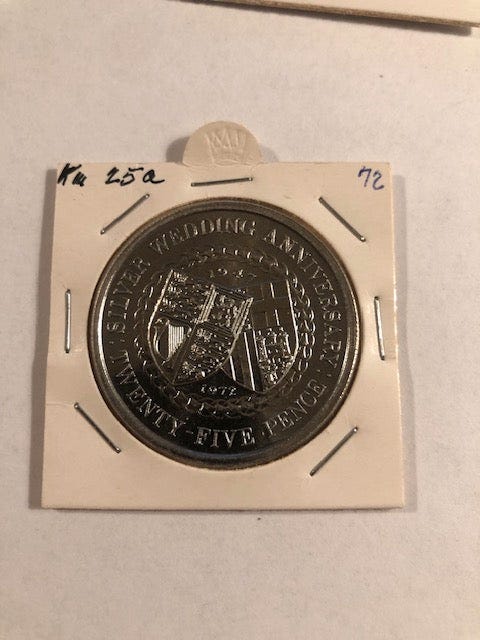 Km 25a
72
· SILVER WEDDING ANNIVERSARY ·
1947
1972
TWENTY-FIVE PENCE